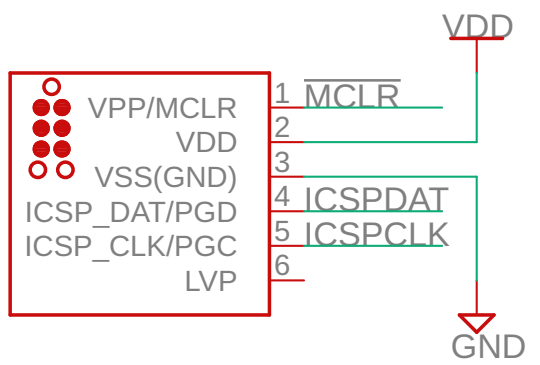 VDD
VPP/MCLR 1 MCLR
VDD 2
VSS(GND) 3
ICSP_DAT/PGD 4 ICSPDAT
ICSP_CLK/PGC 5 ICSPCLK
LVP 6
GND